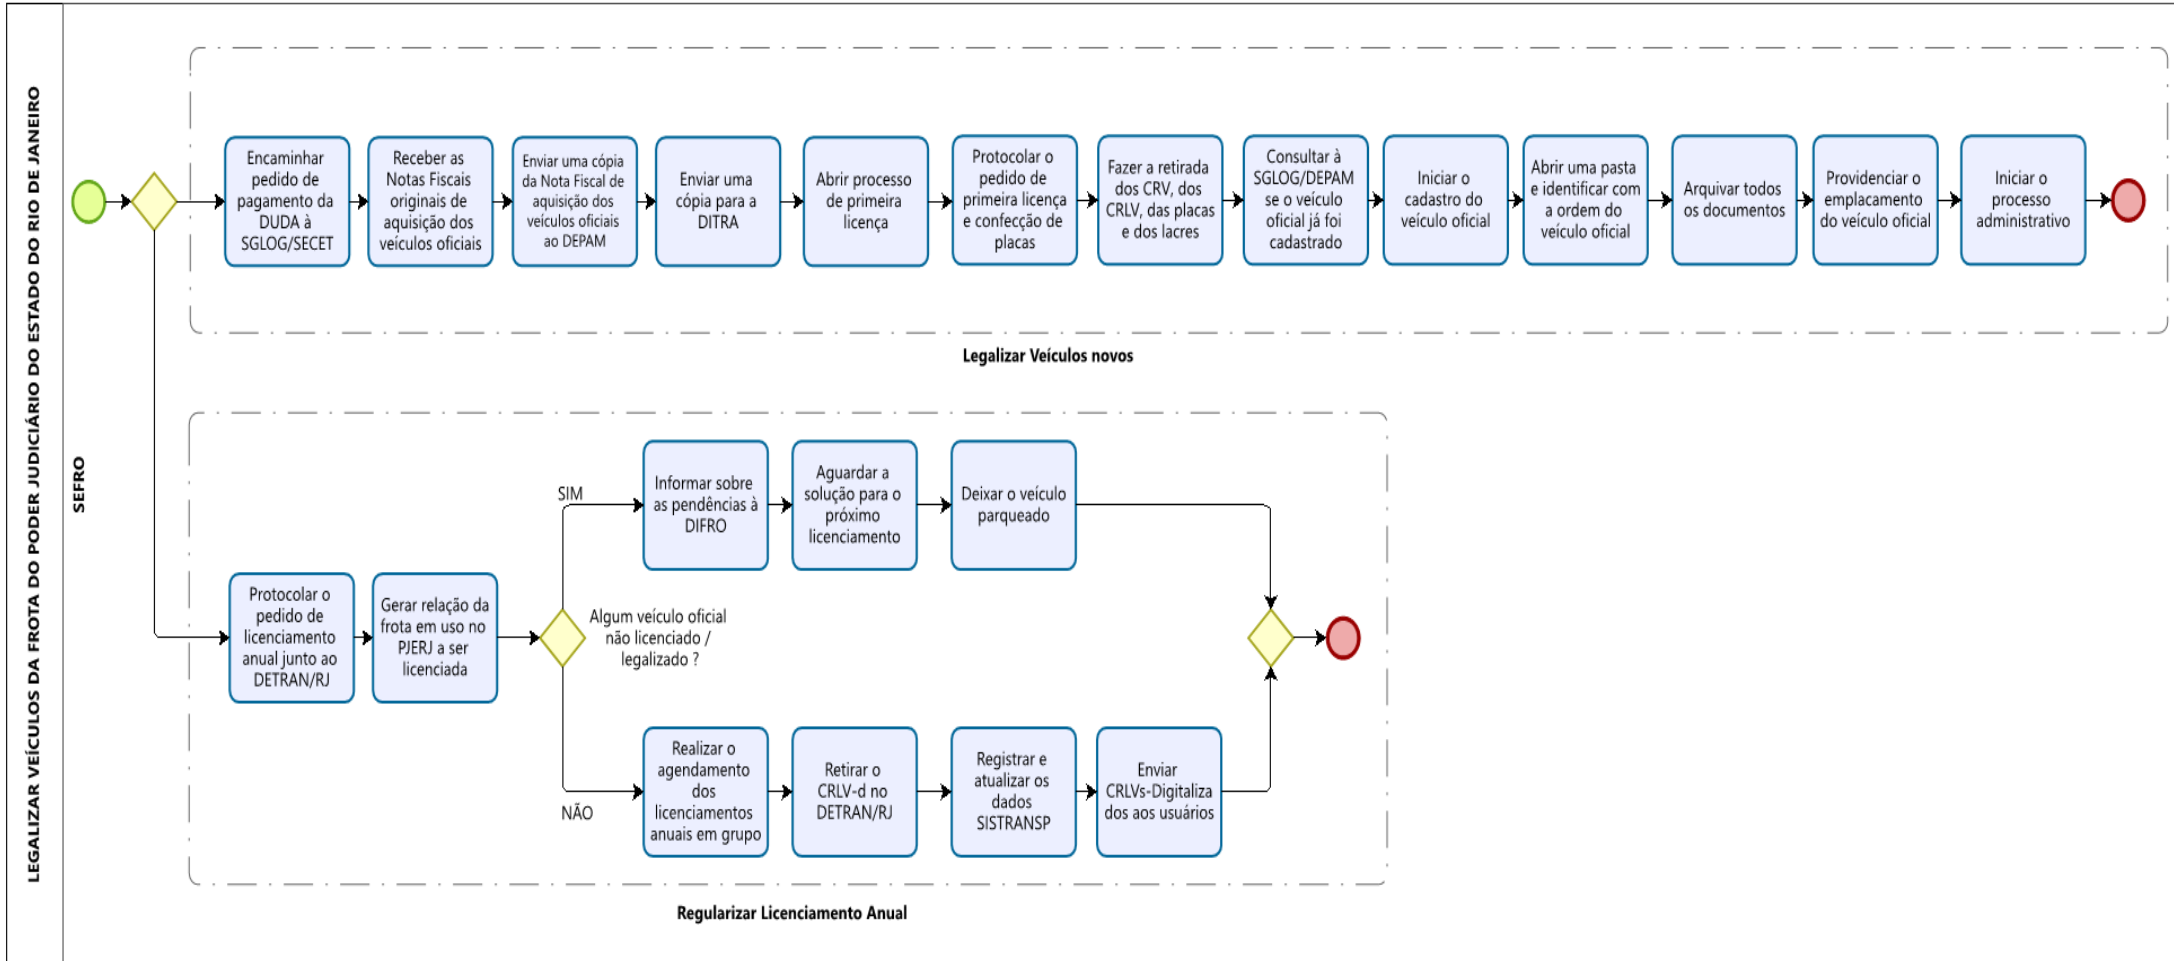 LEGALIZAR VEÍCULOS DA FROTA DO PODER JUDICIÁRIO DO ESTADO DO RIO DE JANEIRO
SEFRO
Encaminhar
pedido de
pagamento da
DUDA à
SGLOG/SECET
Receber as
Notas Fiscais
originais de
aquisição dos
veículos oficiais
Enviar uma cópia
da Nota Fiscal de
aquisição dos
veículos oficiais
ao DEPAM
Enviar uma
cópia para a
DITRA
Abrir processo
de primeira
licença
Protocolar o
pedido de
primeira licença
e confecção de
placas
Fazer a retirada
dos CRV, dos
CRLV, das placas
e dos lacres
Consultar à
SGLOG/DEPAM
se o veículo
oficial já foi
cadastrado
Iniciar o
cadastro do
veículo oficial
Abrir uma pasta
e identificar com
a ordem do
veículo oficial
Arquivar todos
os documentos
Providenciar o
emplacamento
do veículo oficial
Iniciar o
processo
administrativo
Legalizar Veículos novos
Protocolar o
pedido de
licenciamento
anual junto ao
DETRAN/RJ
Gerar relação da
frota em uso no
PJERJ a ser
licenciada
Algum veículo oficial
não licenciado /
legalizado ?
SIM
Informar sobre
as pendências à
DIFRO
Aguardar a
solução para o
próximo
licenciamento
Deixar o veículo
parqueado
NÃO
Realizar o
agendamento
dos
licenciamentos
anuais em grupo
Retirar o
CRLV-d no
DETRAN/RJ
Registrar e
atualizar os
dados
SISTRANSP
Enviar
CRLVs-Digitaliza
dos aos usuários
Regularizar Licenciamento Anual